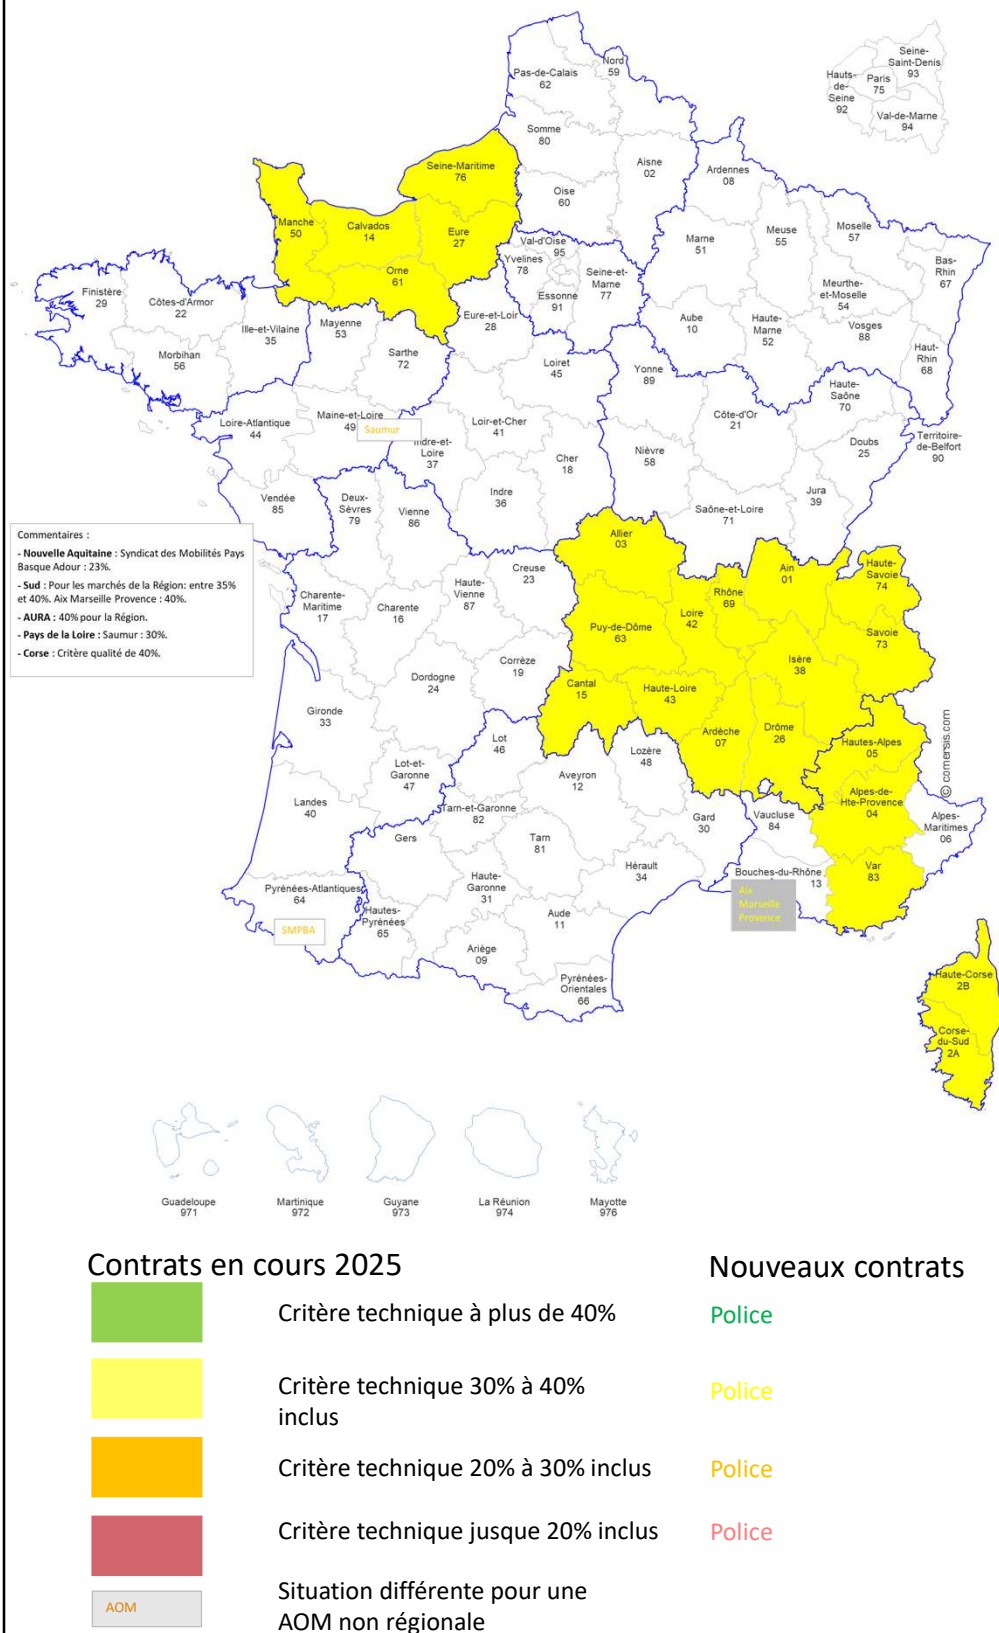 Nord
59
Pas-de-Calais
62
Seine-
Saint-Denis
93
Hauts-
de-
Seine
92
Paris
75
Val-de-Marne
94
Somme
80
Aisne
02
Ardennes
08
Seine-Maritime
76
Oise
60
Manche
50
Calvados
14
Eure
27
Val-d'Oise
95
Yvelines
78
Marne
51
Meuse
55
Moselle
57
Bas-
Rhin
67
Orne
61
Seine-et-
Marne
77
Essonne
91
Meurthe-
et-Moselle
54
Finistère
29
Côtes-d'Armor
22
Ille-et-Vilaine
35
Mayenne
53
Eure-et-Loir
28
Aube
10
Haute-
Marne
52
Vosges
88
Haut-
Rhin
68
Morbihan
56
Sarthe
72
Loiret
45
Yonne
89
Haute-
Saône
70
Loire-Atlantique
44
Maine-et-Loire
49
Saumur
Indre-et-
Loire
37
Loir-et-Cher
41
Cher
18
Côte-d'Or
21
Nièvre
58
Doubs
25
Territoire-
de-Belfort
90
Vendée
85
Deux-
Sèvres
79
Vienne
86
Indre
36
Saône-et-Loire
71
Jura
39
Commentaires :
- Nouvelle Aquitaine : Syndicat des Mobilités Pays
Basque Adour : 23%.
- Sud : Pour les marchés de la Région: entre 35%
et 40%. Aix Marseille Provence : 40%.
- AURA : 40% pour la Région.
- Pays de la Loire : Saumur : 30%.
- Corse : Critère qualité de 40%.
Allier
03
Creuse
23
Haute-
Vienne
87
Charente-
Maritime
17
Charente
16
Puy-de-Dôme
63
Loire
42
Rhône
69
Ain
01
Haute-
Savoie
74
Savoie
73
Isère
38
Corrèze
19
Dordogne
24
Cantal
15
Haute-Loire
43
Gironde
33
Lot
46
Lozère
48
Ardèche
07
Drôme
26
Hautes-Alpes
05
© comersis.com
Lot-et-
Garonne
47
Aveyron
12
Landes
40
Tarn-et-Garonne
82
Gard
30
Vaucluse
84
Alpes-de-
Hte-Provence
04
Alpes-
Maritimes
06
Gers
Tarn
81
Hérault
34
Bouches-du-Rhône
13
Var
83
Aix
Marseille
Provence
Pyrénées-Atlantiques
64
SMPBA
Hautes-
Pyrénées
65
Haute-
Garonne
31
Aude
11
Ariège
09
Pyrénées-
Orientales
66
Haute-Corse
2B
Corse-
du-Sud
2A
Guadeloupe
971
Martinique
972
Guyane
973
La Réunion
974
Mayotte
976
Contrats en cours 2025
Nouveaux contrats
Critère technique à plus de 40%
Police
Critère technique 30% à 40%
inclus
Police
Critère technique 20% à 30% inclus
Police
Critère technique jusque 20% inclus
Police
AOM
Situation différente pour une
AOM non régionale